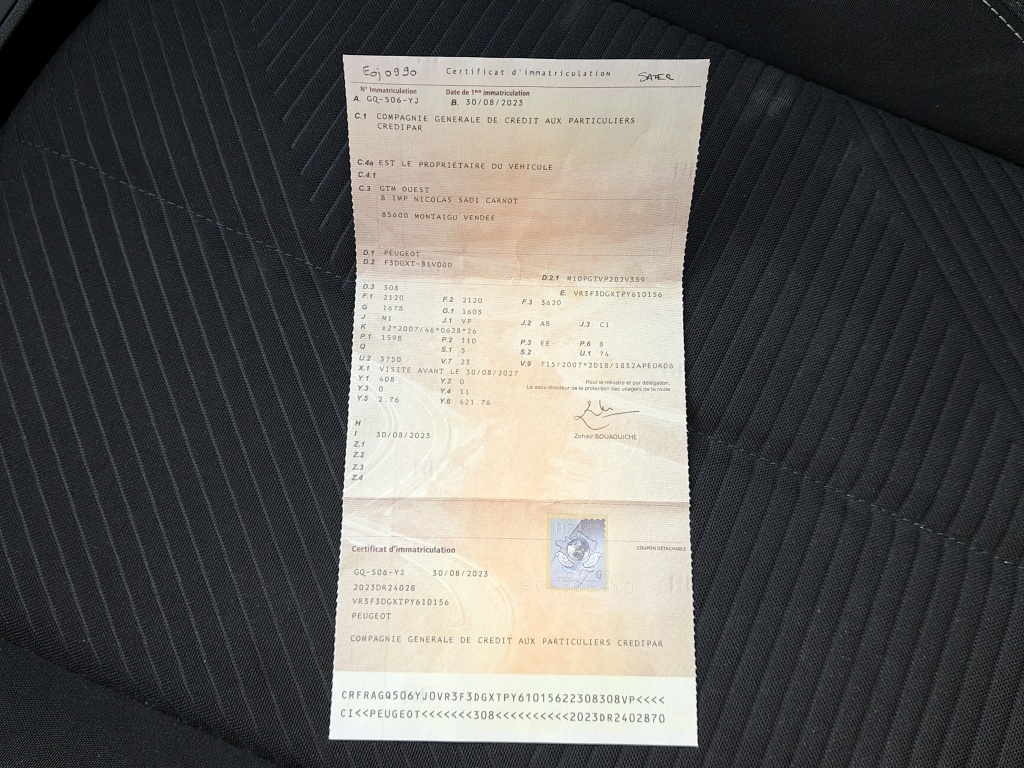 Eoj0990 Certificat d'immatriculation SATER
N° Immatriculation Date de 1ère immatriculation
A. GQ-506-YJ B. 30/08/2023
C.1 COMPAGNIE GENERALE DE CREDIT AUX PARTICULIERS
CREDIPAR
C.4a EST LE PROPRIÉTAIRE DU VÉHICULE
C.4.1
C.3 GTM OUEST
8 IMP NICOLAS SADI CARNOT
85600 MONTAIGU VENDEE
D.1 PEUGEOT
D.2 F3DGXT-B1V000
D.2.1 M10PGTVP202V359
E. VR3F3DGXTPY610156
D.3 308
F.1 2120 F.2 2120 F.3 3620
G 1678 G.1 1603
J M1 J.1 VP J.2 AB J.3 CI
K e2*2007/46*0628*26
P.1 1598 P.2 110 P.3 EE P.6 8
Q S.1 5 S.2 U.1 74
U.2 3750 V.7 23 V.9 715/2007*2018/1832APEURO6
X.1 VISITE AVANT LE 30/08/2027
Y.1 408 Y.2 0
Y.3 0 Y.4 11
Y.5 2.76 Y.6 421.76
Pour le ministre et par délégation,
Le sous-directeur de la protection des usagers de la route
Zoheir BOUAOUICHE
H
I 30/08/2023
Z.1
Z.2
Z.3
Z.4
Certificat d'immatriculation COUPON DÉTACHABLE
GQ-506-YJ 30/08/2023
2023DR24028
VR3F3DGXTPY610156
PEUGEOT
COMPAGNIE GENERALE DE CREDIT AUX PARTICULIERS CREDIPAR
CRFRAGQ506YJ0VR3F3DGXTPY61015622308308VP<<<<
CI<<PEUGEOT<<<<<<<308<<<<<<<<<<2023DR2402870